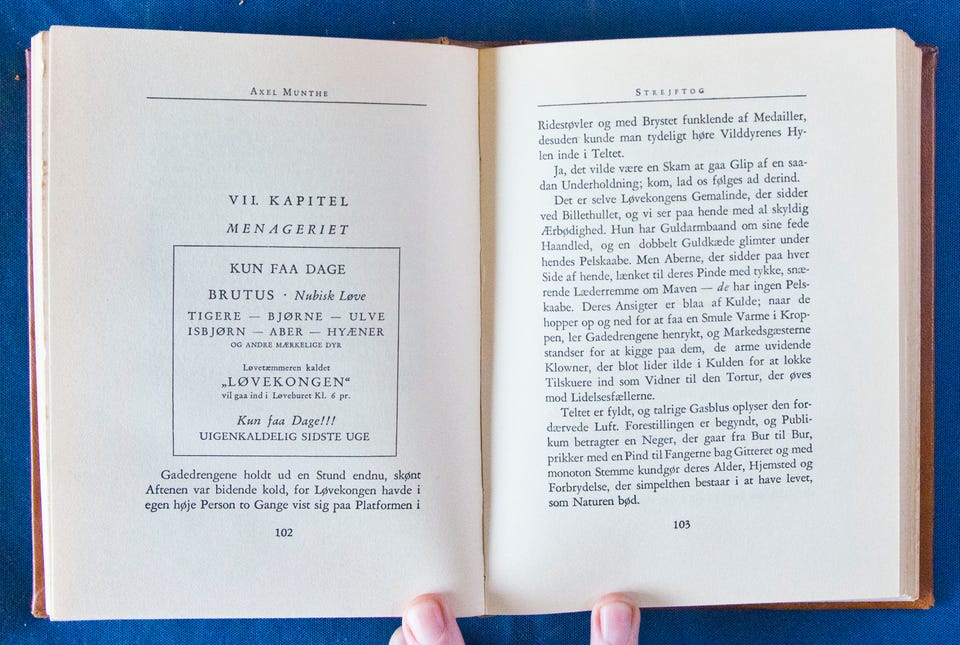 AXEL MUNTHE
VII. KAPITEL
MENAGERIET
KUN FAA DAGE
BRUTUS · Nubisk Løve
TIGERE — BJØRNE — ULVE
ISBJØRN — ABER — HYÆNER
OG ANDRE MÆRKELIGE DYR
Løvetæmmeren kaldet
„LØVEKONGEN“
vil gaa ind i Løveburet Kl. 6 pr.
Kun faa Dage!!!
UIGENKALDELIG SIDSTE UGE
Gadedrengene holdt ud en Stund endnu, skønt
Aftenen var bidende kold, for Løvekongen havde i
egen høje Person to Gange vist sig paa Platformen i
102
STREJFTOG
Ridestøvler og med Brystet funklende af Medailler,
desuden kunde man tydeligt høre Vilddyrenes Hy-
len inde i Teltet.
Ja, det vilde være en Skam at gaa Glip af en saa-
dan Underholdning; kom, lad os følges ad derind.
Det er selve Løvekongens Gemalinde, der sidder
ved Billethullet, og vi ser paa hende med al skyldig
Ærbødighed. Hun har Guldarmbaand om sine fede
Haandled, og en dobbelt Guldkæde glimter under
hendes Pelskaabe. Men Aberne, der sidder paa hver
Side af hende, lænket til deres Pinde med tykke, snæ-
rende Læderremme om Maven — de har ingen Pels-
kaabe. Deres Ansigter er blaa af Kulde; naar de
hopper op og ned for at faa en Smule Varme i Krop-
pen, ler Gadedrengene henrykt, og Markedsgæsterne
standser for at kigge paa dem, de arme uvidende
Klowner, der blot lider ilde i Kulden for at lokke
Tilskuere ind som Vidner til den Tortur, der øves
mod Lidelsesfællerne.
Teltet er fyldt, og talrige Gasblus oplyser den for-
dærvede Luft. Forestillingen er begyndt, og Publi-
kum betragter en Neger, der gaar fra Bur til Bur,
prikker med en Pind til Fangerne bag Gitteret og med
monoton Stemme kundgør deres Alder, Hjemsted og
Forbrydelse, der simpelthen bestaar i at have levet,
som Naturen bød.
103